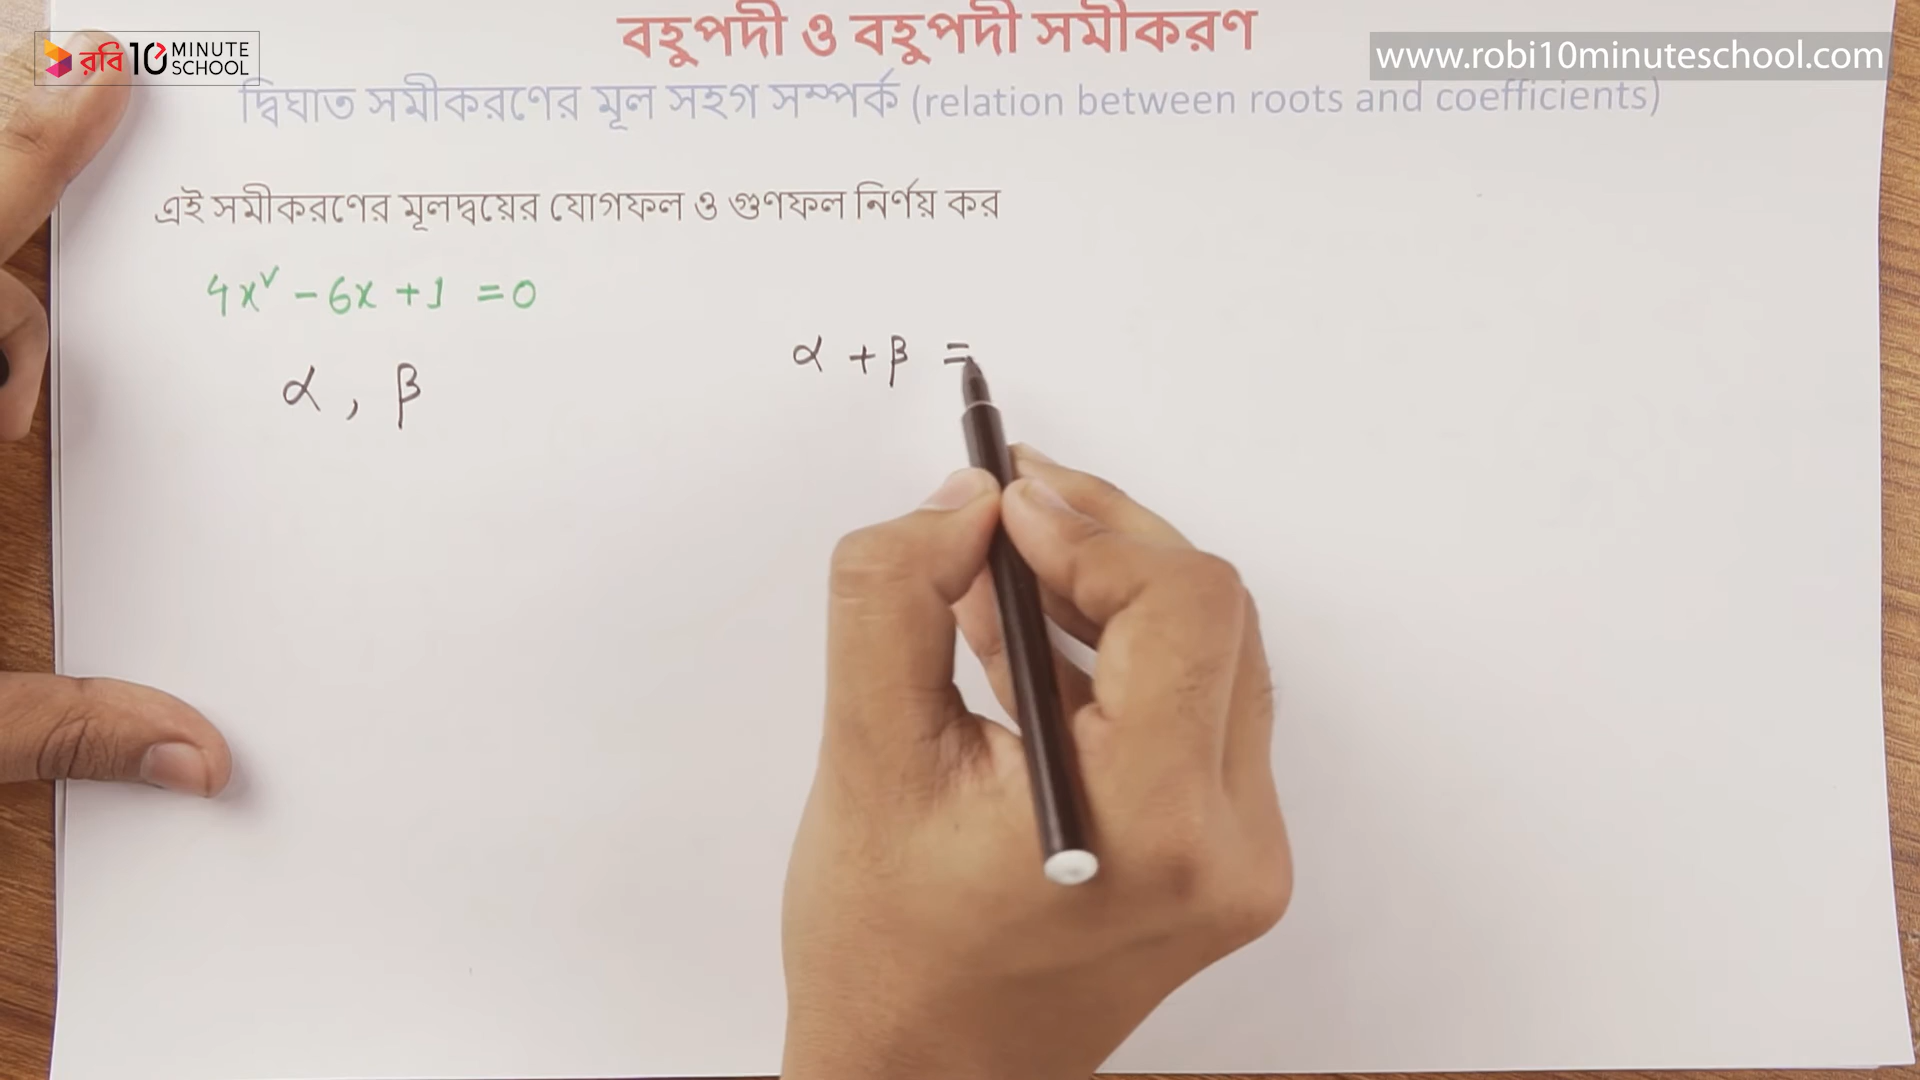 বহুপদী ও বহুপদী সমীকরণ
রবি 10 MINUTE SCHOOL
www.robi10minuteschool.com
দ্বিঘাত সমীকরণের মূল সহগ সম্পর্ক (relation between roots and coefficients)
এই সমীকরণের মূলদ্বয়ের যোগফল ও গুণফল নির্ণয় কর
4x² - 6x + 1 = 0
α + β =
α , β